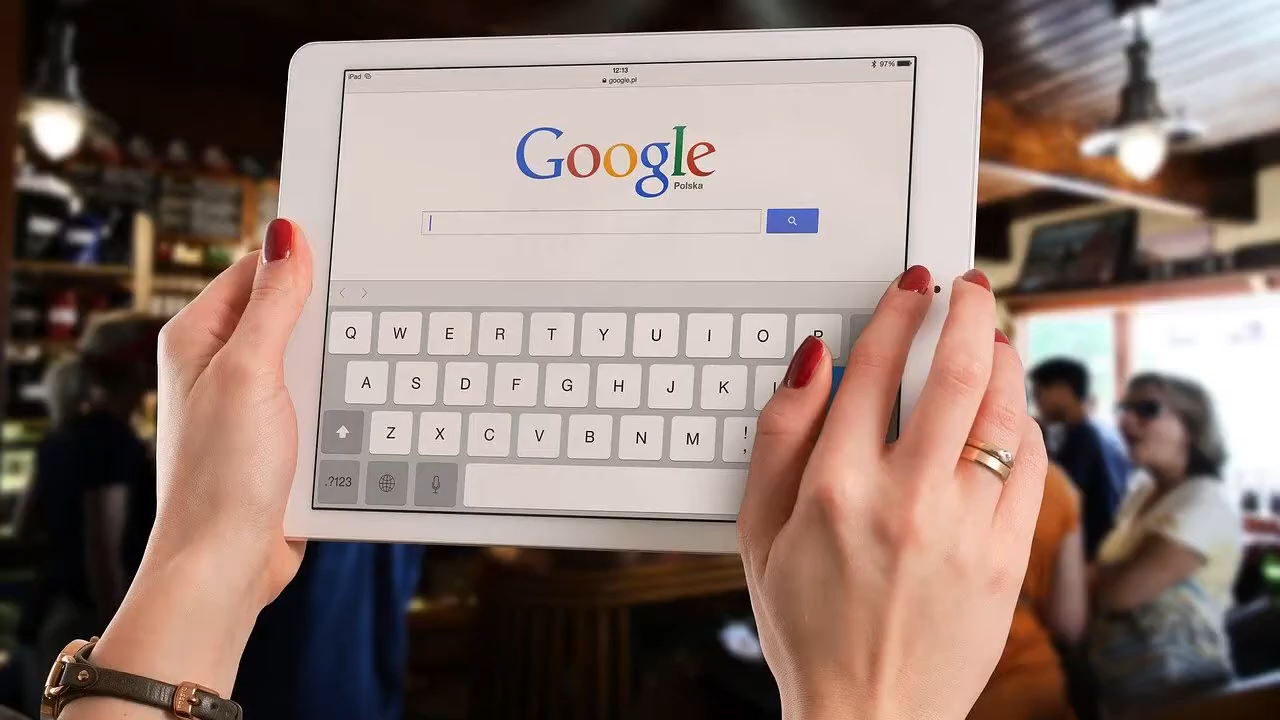 iPad
12:13
97%
google.pl
Google
Polska
Q W E R T Y U I O P
A S D F G H J K
Z X C V B N M !
,
.?123